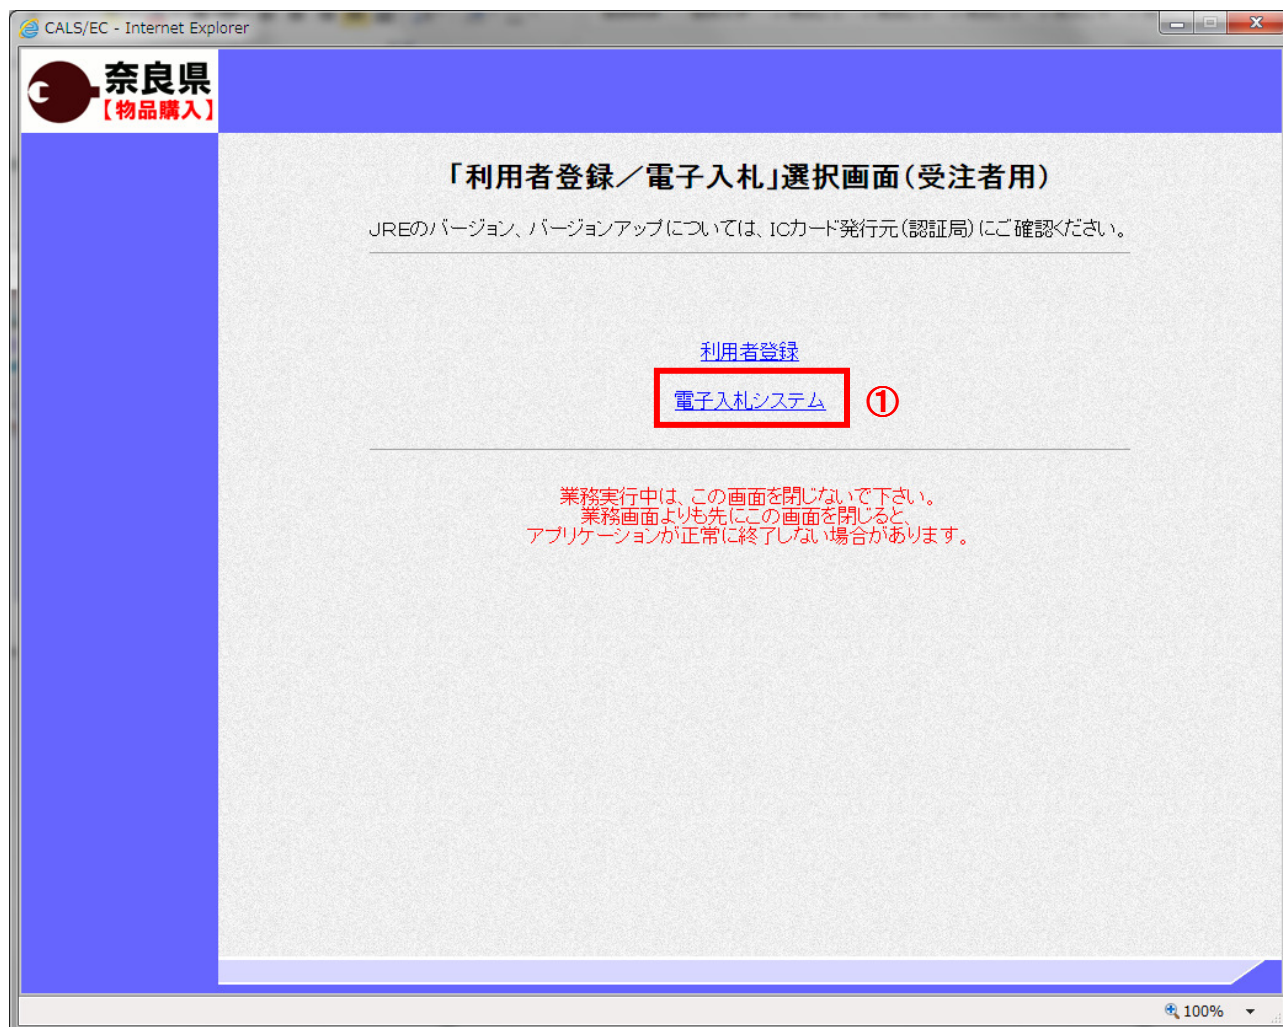 CALS/EC - Internet Explorer
奈良県
【物品購入】
「利用者登録／電子入札」選択画面（受注者用）
JREのバージョン、バージョンアップについては、ICカード発行元（認証局）にご確認ください。
利用者登録
電子入札システム ①
業務実行中は、この画面を閉じないで下さい。
業務画面よりも先にこの画面を閉じると、
アプリケーションが正常に終了しない場合があります。
100%